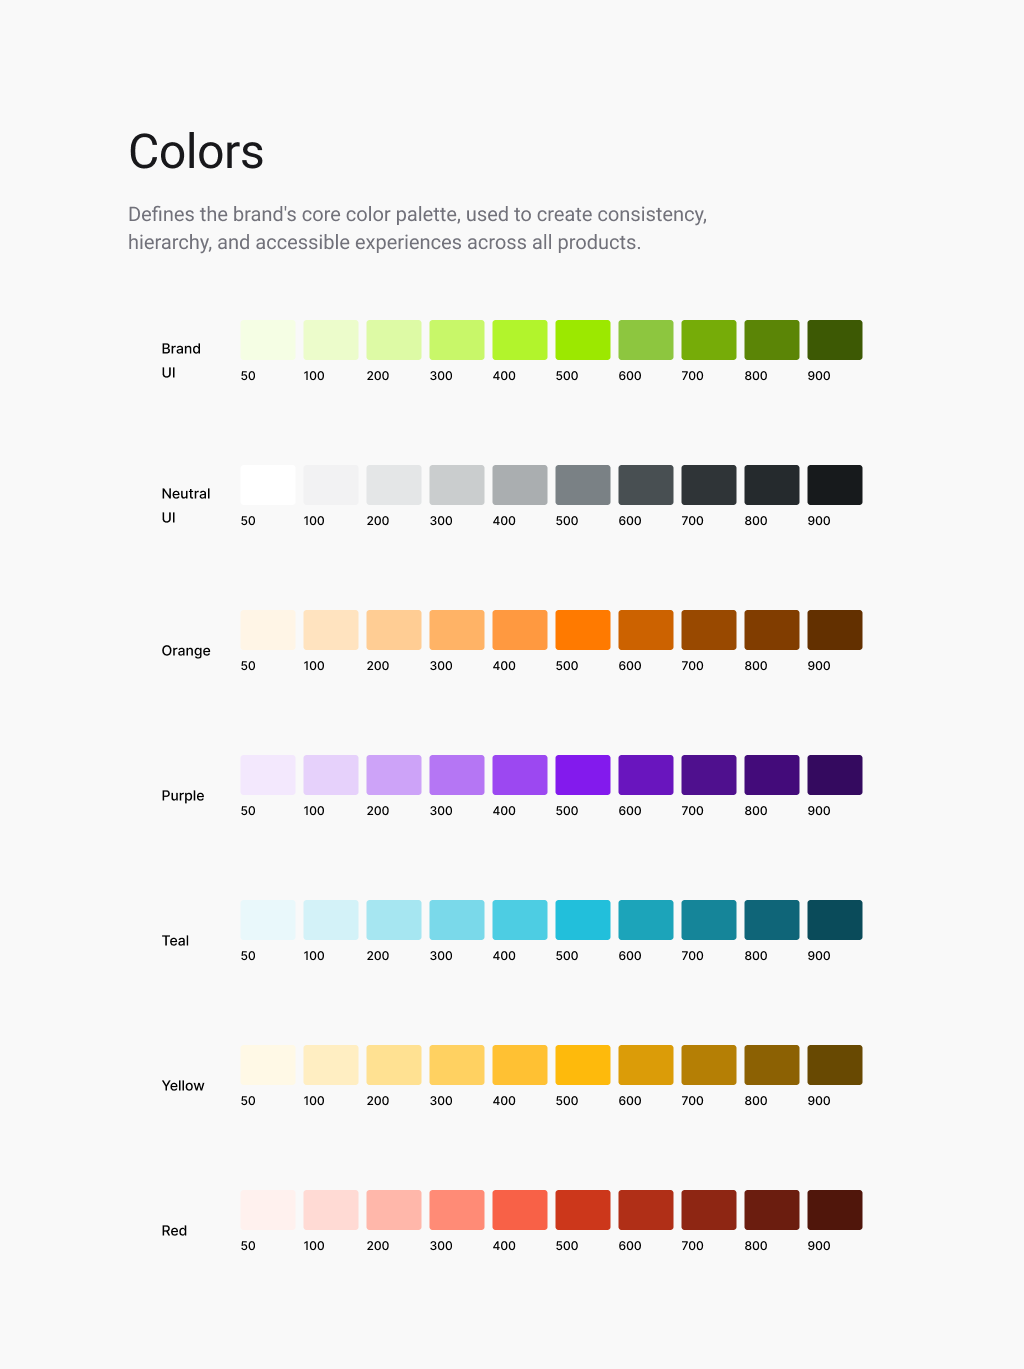 Colors
Defines the brand's core color palette, used to create consistency,
hierarchy, and accessible experiences across all products.
Brand
UI
50 100 200 300 400 500 600 700 800 900
Neutral
UI
50 100 200 300 400 500 600 700 800 900
Orange
50 100 200 300 400 500 600 700 800 900
Purple
50 100 200 300 400 500 600 700 800 900
Teal
50 100 200 300 400 500 600 700 800 900
Yellow
50 100 200 300 400 500 600 700 800 900
Red
50 100 200 300 400 500 600 700 800 900